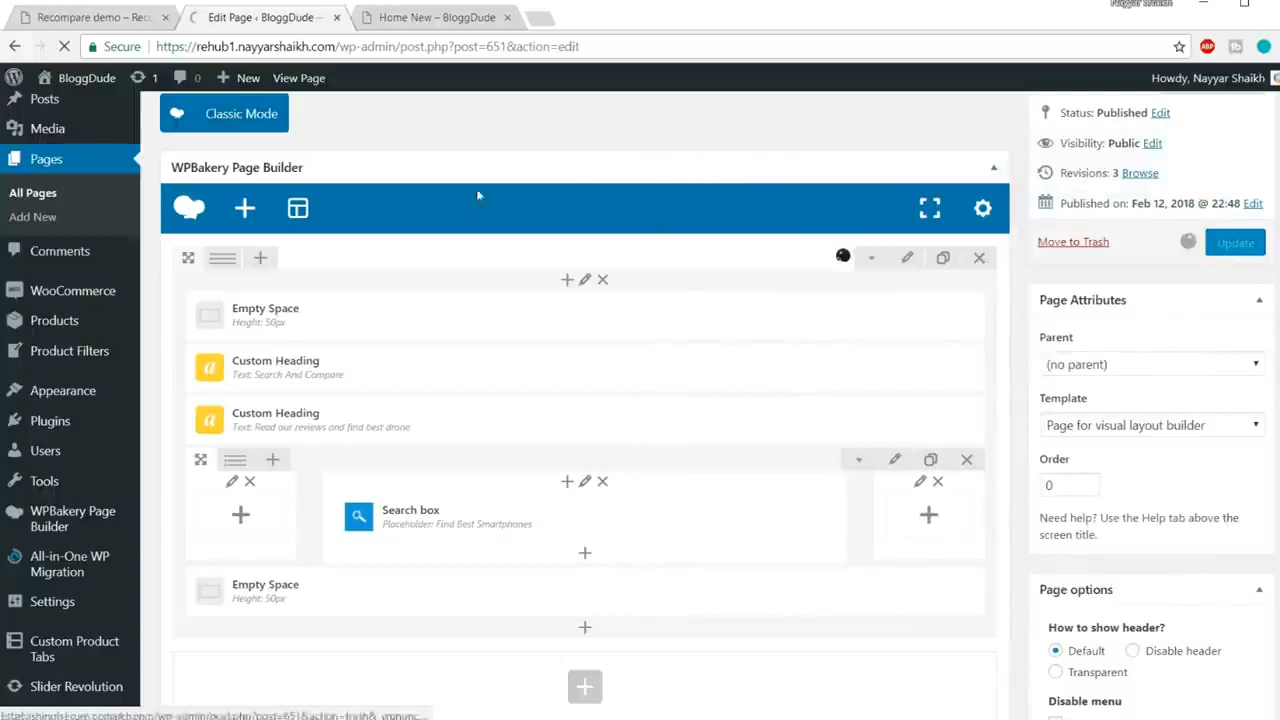 Nayyar Shaikh
Recompare demo – Rec
Edit Page ‹ BloggDude —
Home New – BloggDude
Secure
https://rehub1.nayyarshaikh.com/wp-admin/post.php?post=651&action=edit
ABP
BloggDude
1
0
New
View Page
Howdy, Nayyar Shaikh
Posts
Media
Pages
All Pages
Add New
Comments
WooCommerce
Products
Product Filters
Appearance
Plugins
Users
Tools
WPBakery Page
Builder
All-in-One WP
Migration
Settings
Custom Product
Tabs
Slider Revolution
Classic Mode
WPBakery Page Builder
Empty Space
Height: 50px
a
Custom Heading
Text: Search And Compare
a
Custom Heading
Text: Read our reviews and find best drone
Search box
Placeholder: Find Best Smartphones
Empty Space
Height: 50px
Status: Published Edit
Visibility: Public Edit
Revisions: 3 Browse
Published on: Feb 12, 2018 @ 22:48 Edit
Move to Trash
Update
Page Attributes
Parent
(no parent)
Template
Page for visual layout builder
Order
0
Need help? Use the Help tab above the
screen title.
Page options
How to show header?
Default
Disable header
Transparent
Disable menu